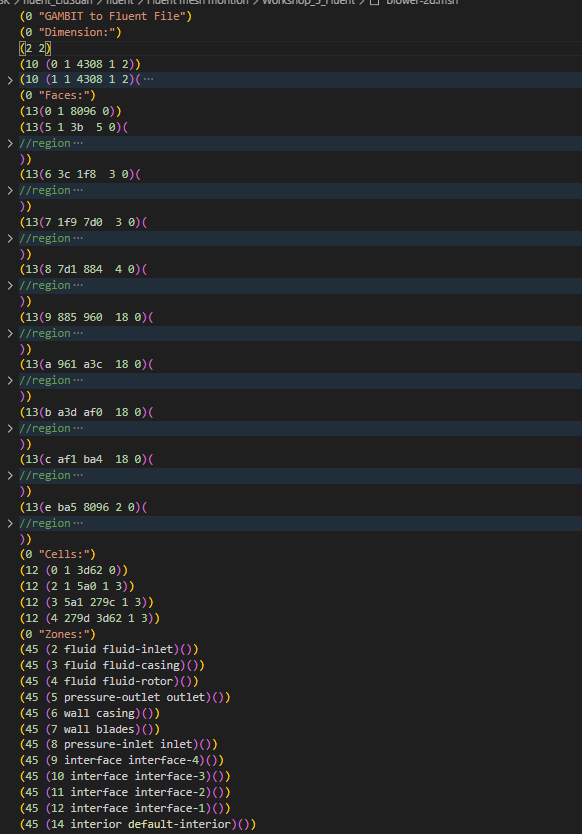 SK > fluent_LiuSuan > fluent > Fluent mesh montion > Workshop_5_Fluent > blower-2d.msh
(0 "GAMBIT to Fluent File")
(0 "Dimension:")
(2 2)
(10 (0 1 4308 1 2))
(10 (1 1 4308 1 2)(···
(0 "Faces:")
(13(0 1 8096 0))
(13(5 1 3b  5 0)(
//region···
))
(13(6 3c 1f8  3 0)(
//region···
))
(13(7 1f9 7d0  3 0)(
//region···
))
(13(8 7d1 884  4 0)(
//region···
))
(13(9 885 960  18 0)(
//region···
))
(13(a 961 a3c  18 0)(
//region···
))
(13(b a3d af0  18 0)(
//region···
))
(13(c af1 ba4  18 0)(
//region···
))
(13(e ba5 8096 2 0)(
//region···
))
(0 "Cells:")
(12 (0 1 3d62 0))
(12 (2 1 5a0 1 3))
(12 (3 5a1 279c 1 3))
(12 (4 279d 3d62 1 3))
(0 "Zones:")
(45 (2 fluid fluid-inlet)())
(45 (3 fluid fluid-casing)())
(45 (4 fluid fluid-rotor)())
(45 (5 pressure-outlet outlet)())
(45 (6 wall casing)())
(45 (7 wall blades)())
(45 (8 pressure-inlet inlet)())
(45 (9 interface interface-4)())
(45 (10 interface interface-3)())
(45 (11 interface interface-2)())
(45 (12 interface interface-1)())
(45 (14 interior default-interior)())